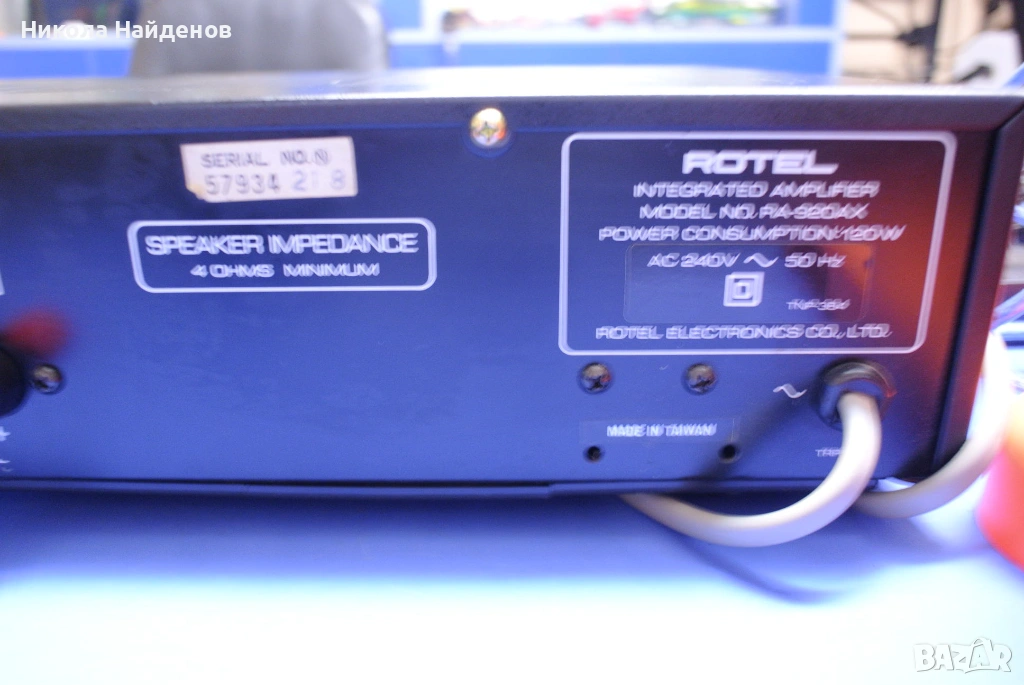 Никола Найденов
SERIAL NO.
57934 218
SPEAKER IMPEDANCE
4 OHMS MINIMUM
ROTEL
INTEGRATED AMPLIFIER
MODEL NO. RA-920AX
POWER CONSUMPTION: 120W
AC 240V ~ 50 Hz
ROTEL ELECTRONICS CO., LTD.
MADE IN TAIWAN
BAZAR